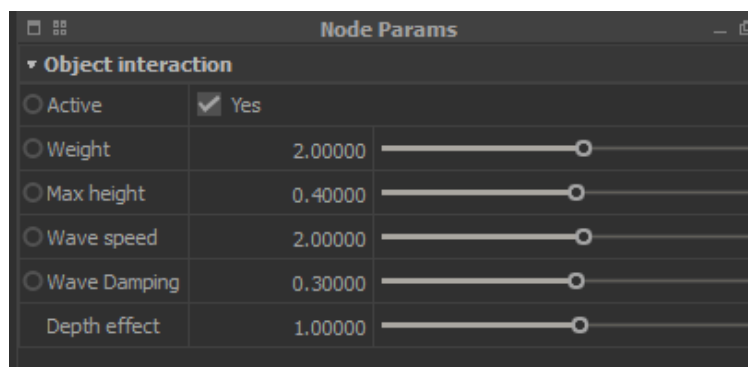 Node Params
Object interaction
Active Yes
Weight 2.00000
Max height 0.40000
Wave speed 2.00000
Wave Damping 0.30000
Depth effect 1.00000